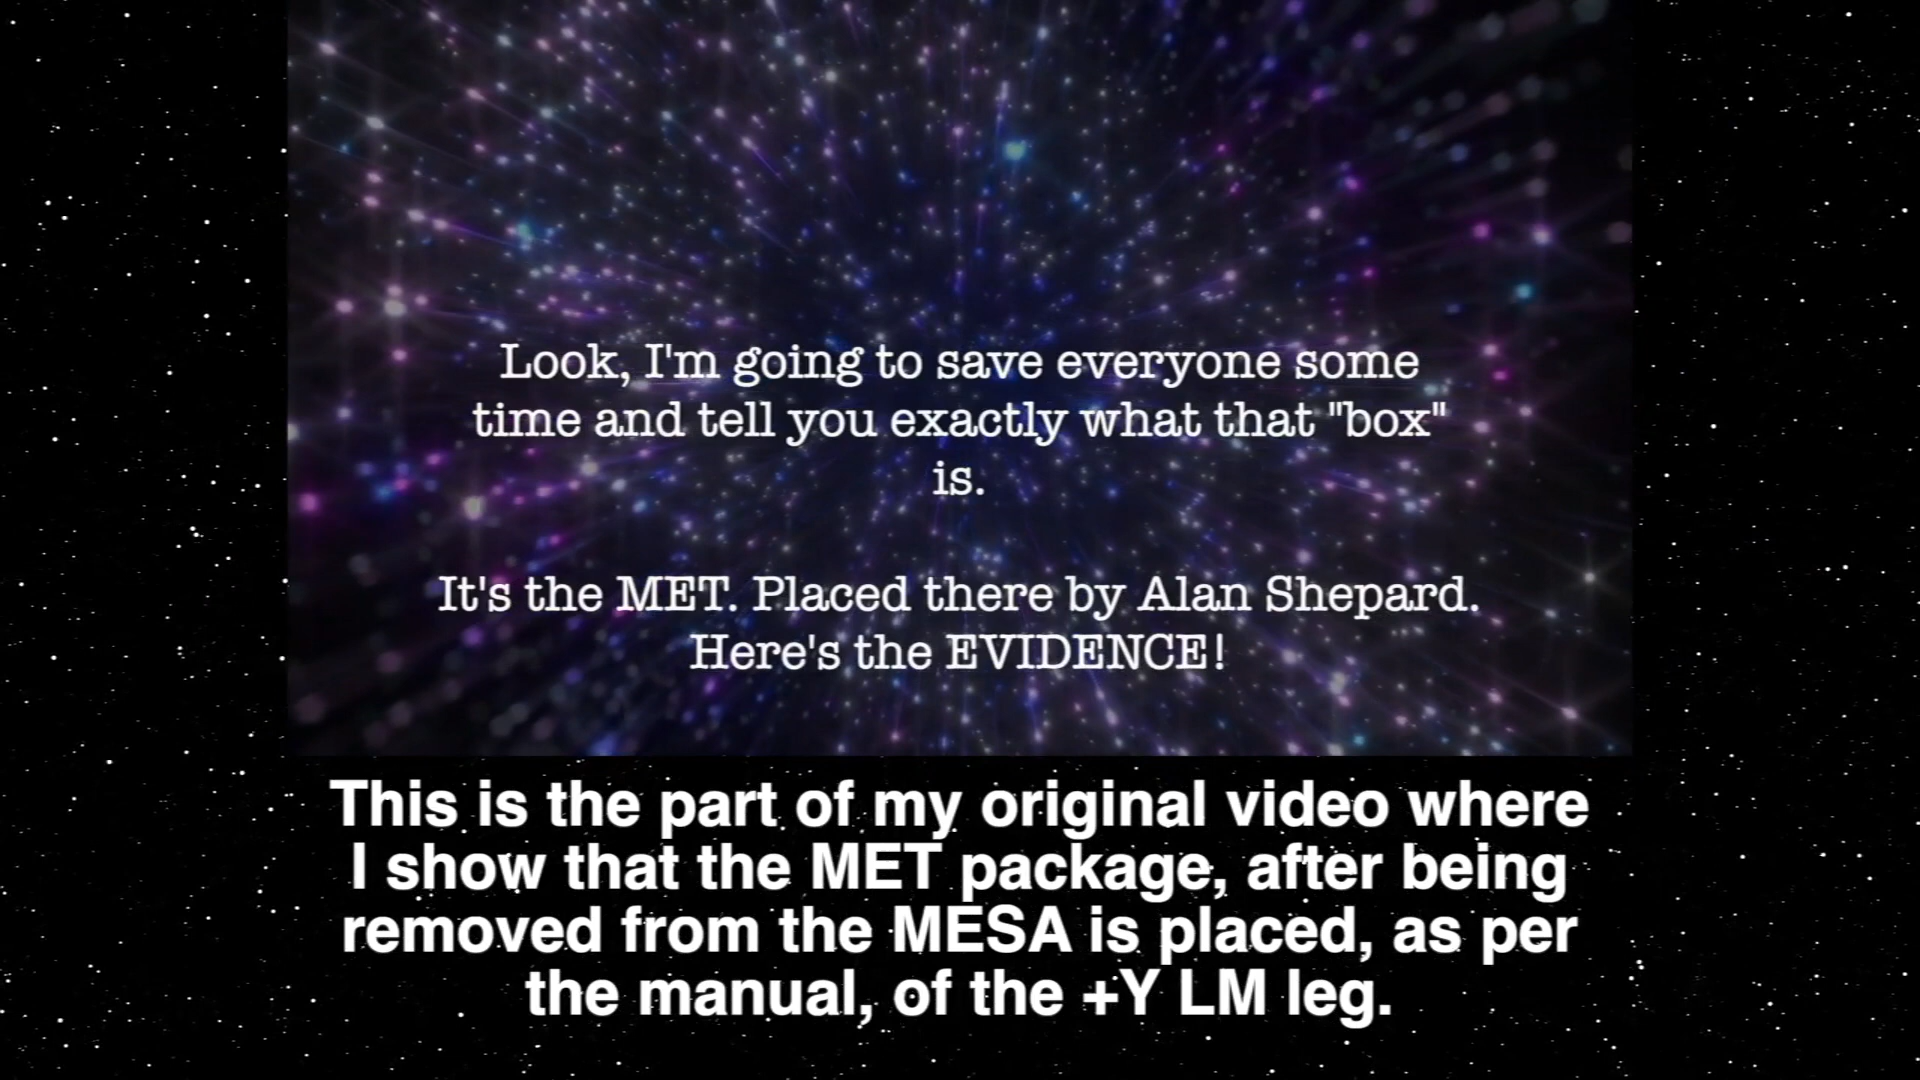 Look, I'm going to save everyone some
time and tell you exactly what that "box"
is.
It's the MET. Placed there by Alan Shepard.
Here's the EVIDENCE!
This is the part of my original video where
I show that the MET package, after being
removed from the MESA is placed, as per
the manual, of the +Y LM leg.